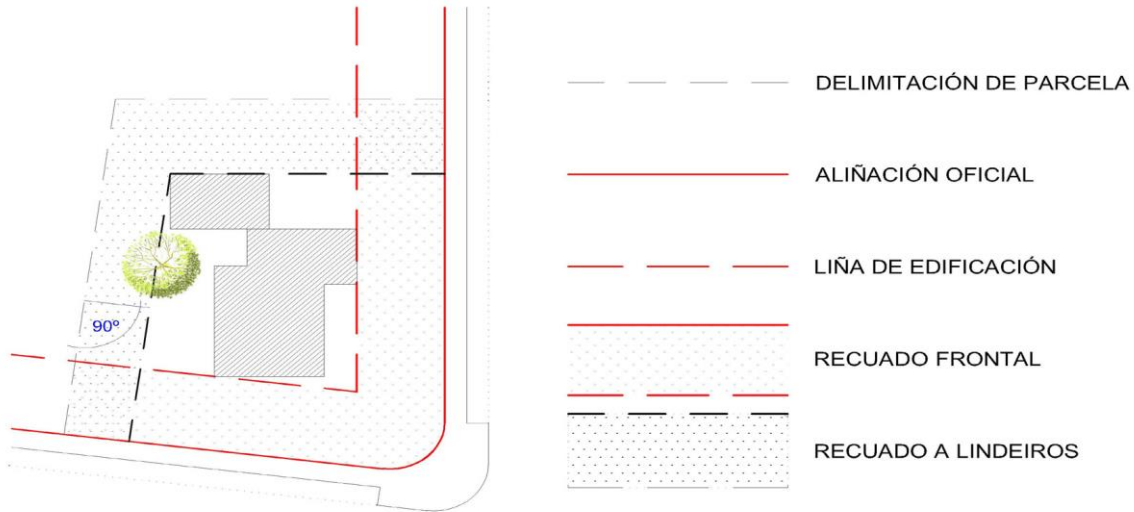 DELIMITACIÓN DE PARCELA
ALIÑACIÓN OFICIAL
LIÑA DE EDIFICACIÓN
RECUADO FRONTAL
90º
RECUADO A LINDEIROS